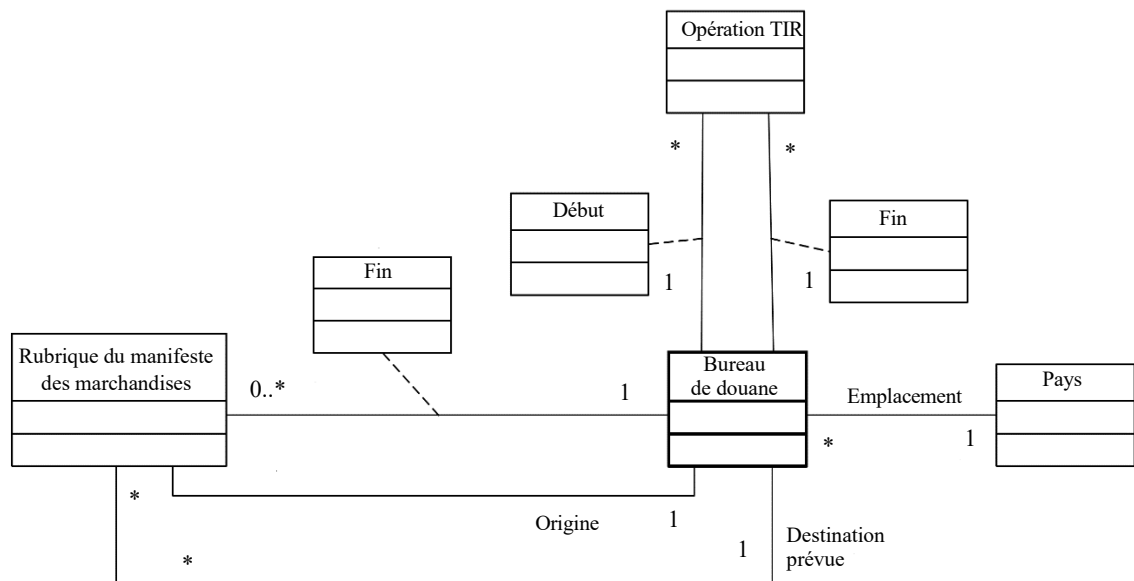 Opération TIR
*
*
Début
Fin
1
1
Fin
Rubrique du manifeste
des marchandises
0..*
1
Bureau
de douane
Emplacement
Pays
*
1
*
Origine
1
*
1
Destination
prévue